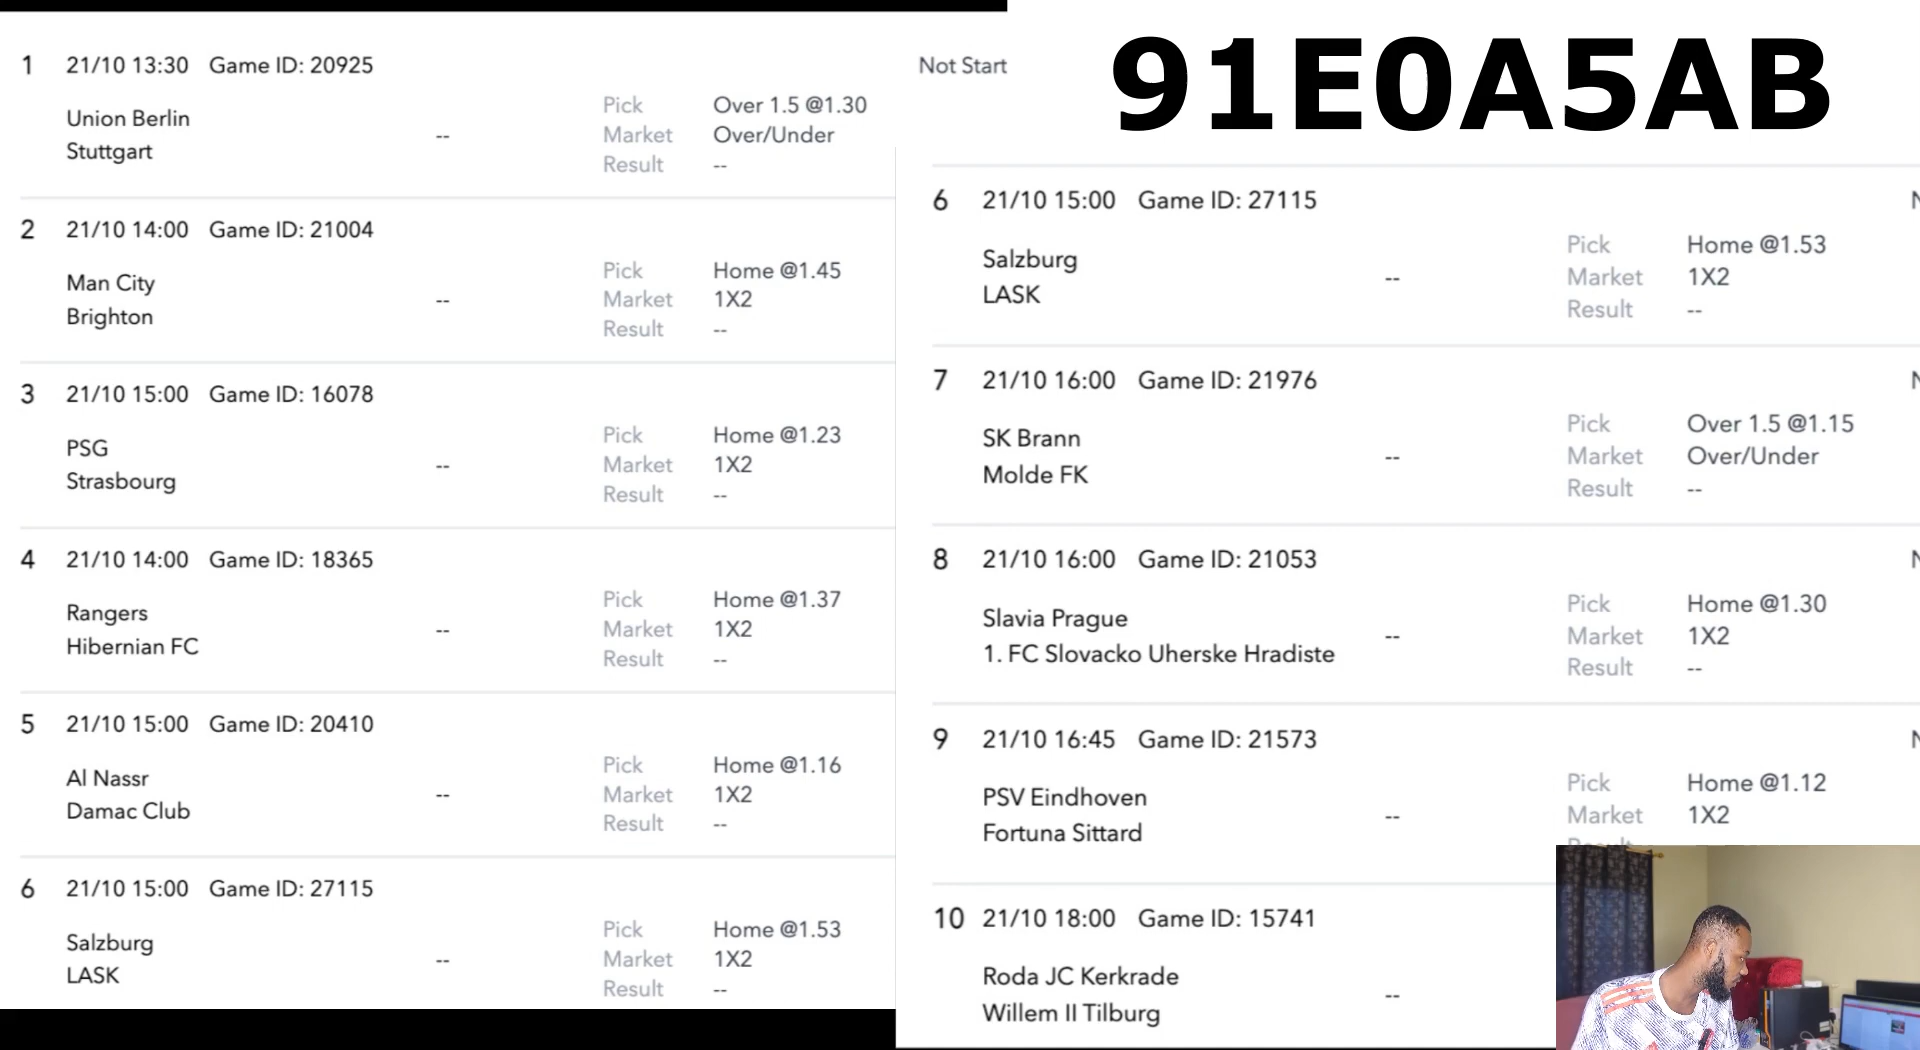 1 21/10 13:30 Game ID: 20925 Not Start
Union Berlin
Stuttgart
--
Pick Over 1.5 @1.30
Market Over/Under
Result --
2 21/10 14:00 Game ID: 21004
Man City
Brighton
--
Pick Home @1.45
Market 1X2
Result --
3 21/10 15:00 Game ID: 16078
PSG
Strasbourg
--
Pick Home @1.23
Market 1X2
Result --
4 21/10 14:00 Game ID: 18365
Rangers
Hibernian FC
--
Pick Home @1.37
Market 1X2
Result --
5 21/10 15:00 Game ID: 20410
Al Nassr
Damac Club
--
Pick Home @1.16
Market 1X2
Result --
6 21/10 15:00 Game ID: 27115
Salzburg
LASK
--
Pick Home @1.53
Market 1X2
Result --
91E0A5AB
6 21/10 15:00 Game ID: 27115
Salzburg
LASK
--
Pick Home @1.53
Market 1X2
Result --
7 21/10 16:00 Game ID: 21976
SK Brann
Molde FK
--
Pick Over 1.5 @1.15
Market Over/Under
Result --
8 21/10 16:00 Game ID: 21053
Slavia Prague
1. FC Slovacko Uherske Hradiste
--
Pick Home @1.30
Market 1X2
Result --
9 21/10 16:45 Game ID: 21573
PSV Eindhoven
Fortuna Sittard
--
Pick Home @1.12
Market 1X2
10 21/10 18:00 Game ID: 15741
Roda JC Kerkrade
Willem II Tilburg
--